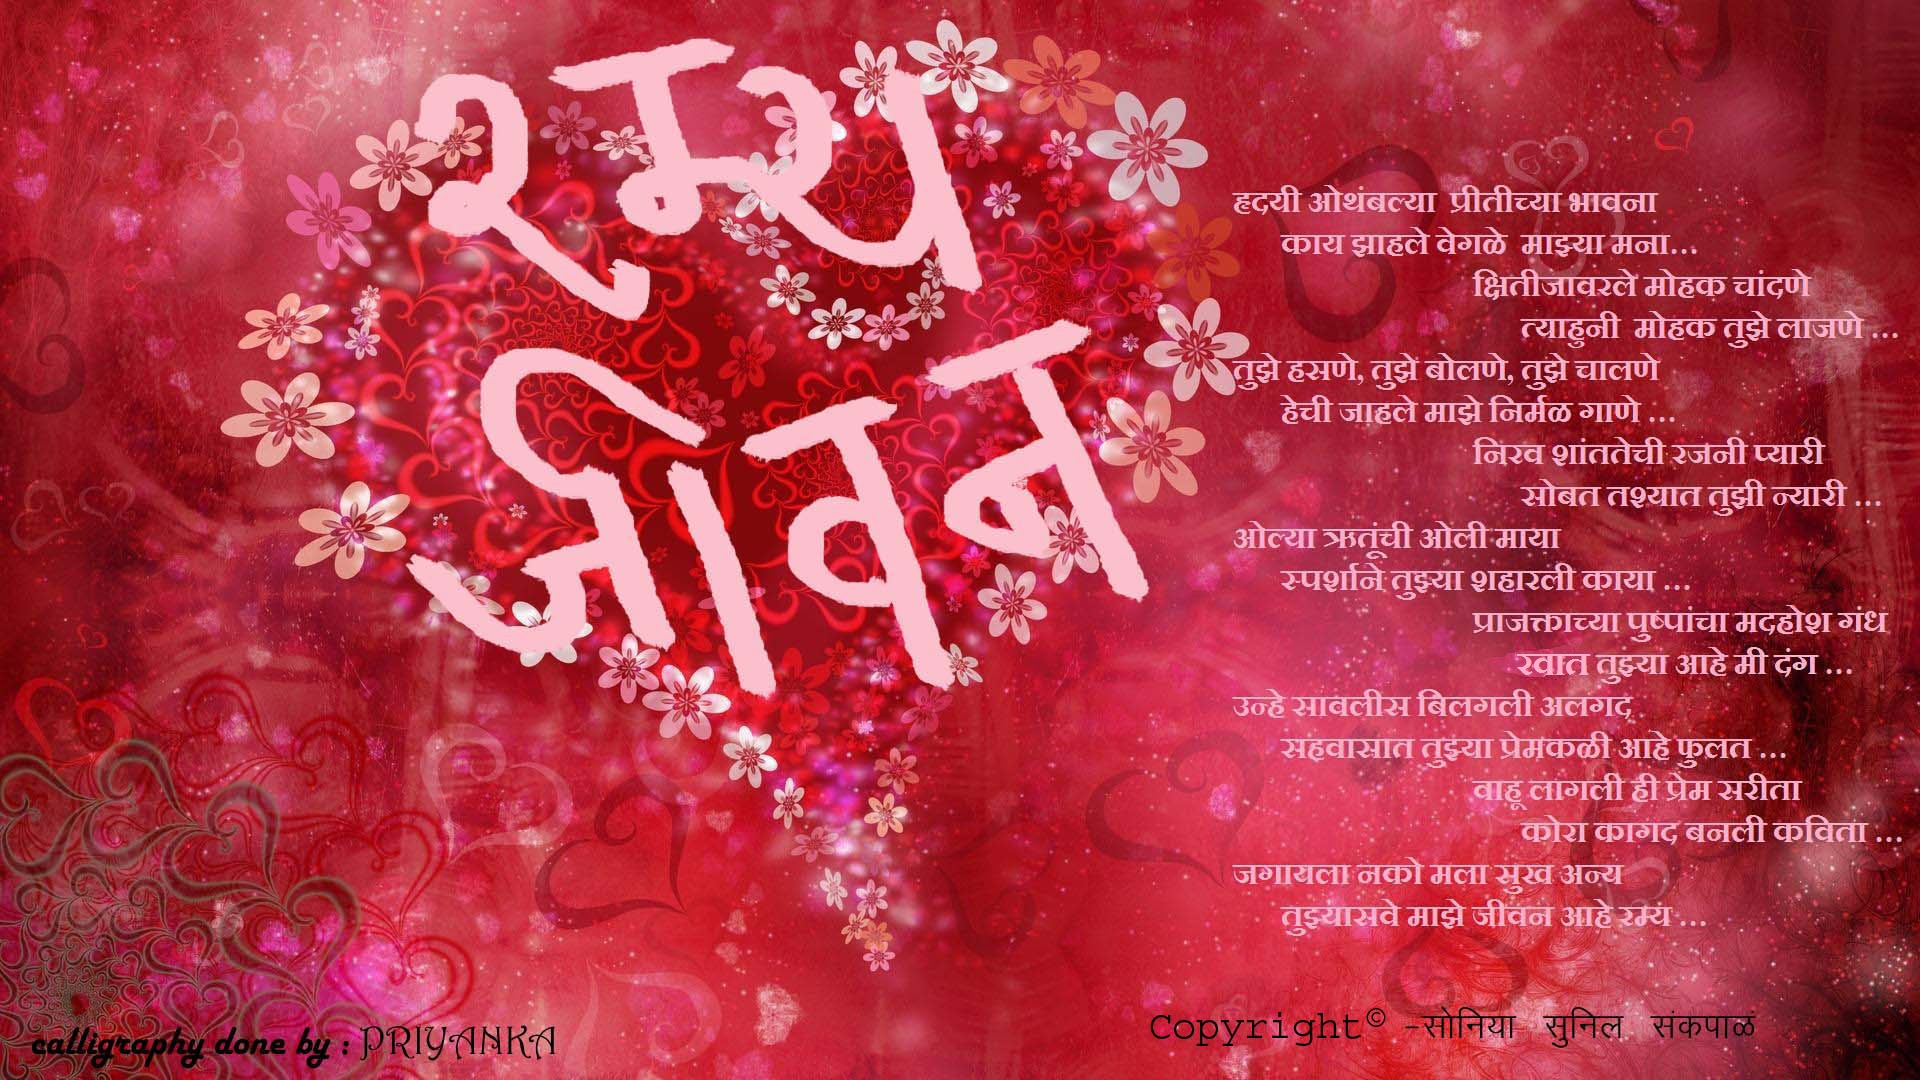 रम्य
जीवन
हृदयी ओथंबल्या प्रीतीच्या भावना
काय झाहले वेगळे माझ्या मना...
क्षितीजावरले मोहक चांदणे
त्याहुनी मोहक तुझे लाजणे ...
तुझे हसणे, तुझे बोलणे, तुझे चालणे
हेची जाहले माझे निर्मळ गाणे ...
निरव शांततेची रजनी प्यारी
सोबत तश्यात तुझी न्यारी ...
ओल्या ऋतूंची ओली माया
स्पर्शाने तुझ्या शहारली काया ...
प्राजक्ताच्या पुष्पांचा मदहोश गंध
रवात तुझ्या आहे मी दंग ...
उन्हे सावलीस बिलगली अलगद
सहवासात तुझ्या प्रेमकळी आहे फुलत ...
वाहू लागली ही प्रेम सरीता
कोरा कागद बनली कविता ...
जगायला नको मला सुख अन्य
तुझ्यासवे माझे जीवन आहे रम्य ...
Copyright© -सोनिया सुनिल संकपाळ
calligraphy done by : PRIYANKA